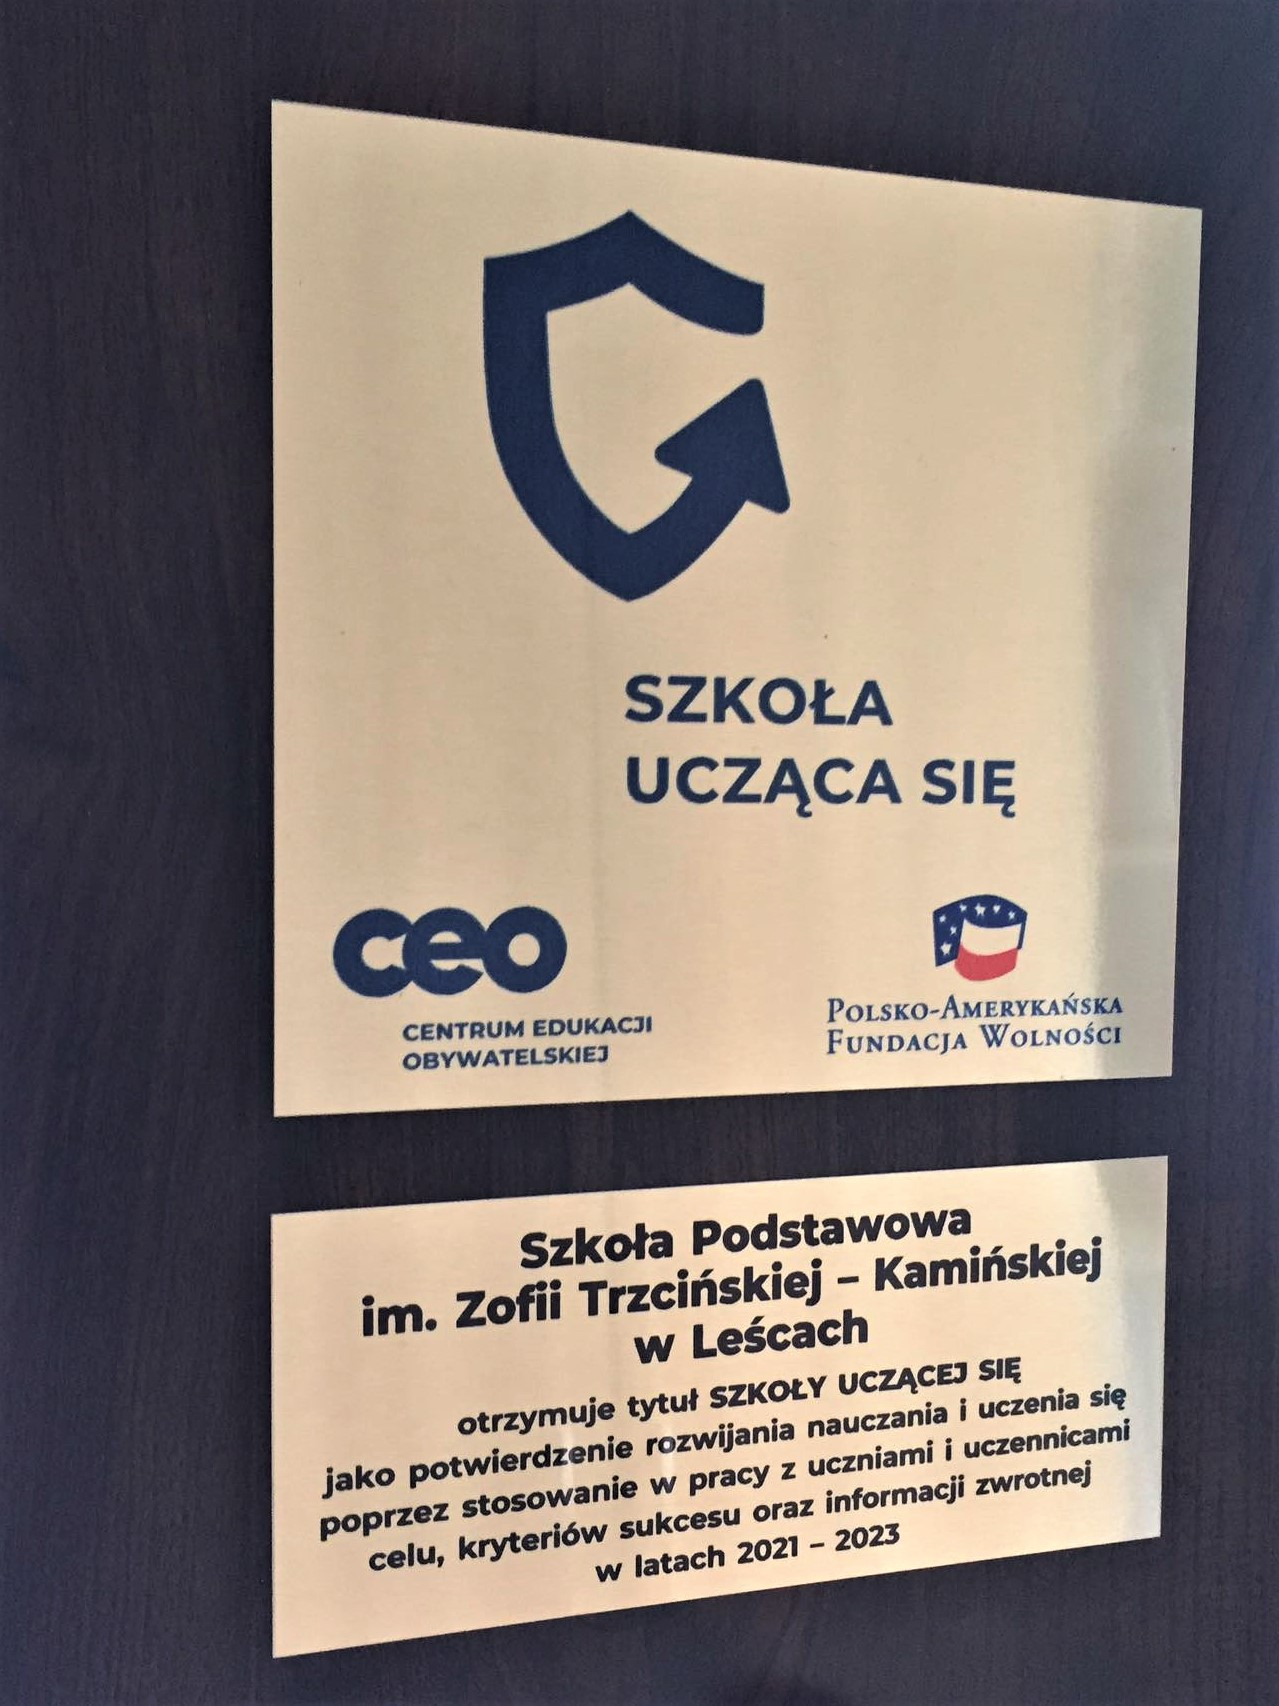 SZKOŁA
UCZĄCA SIĘ
ceo
CENTRUM EDUKACJI
OBYWATELSKIEJ
POLSKO-AMERYKAŃSKA
FUNDACJA WOLNOŚCI
Szkoła Podstawowa
im. Zofii Trzcińskiej – Kamińskiej
w Leścach
otrzymuje tytuł SZKOŁY UCZĄCEJ SIĘ
jako potwierdzenie rozwijania nauczania i uczenia się
poprzez stosowanie w pracy z uczniami i uczennicami
celu, kryteriów sukcesu oraz informacji zwrotnej
w latach 2021 – 2023